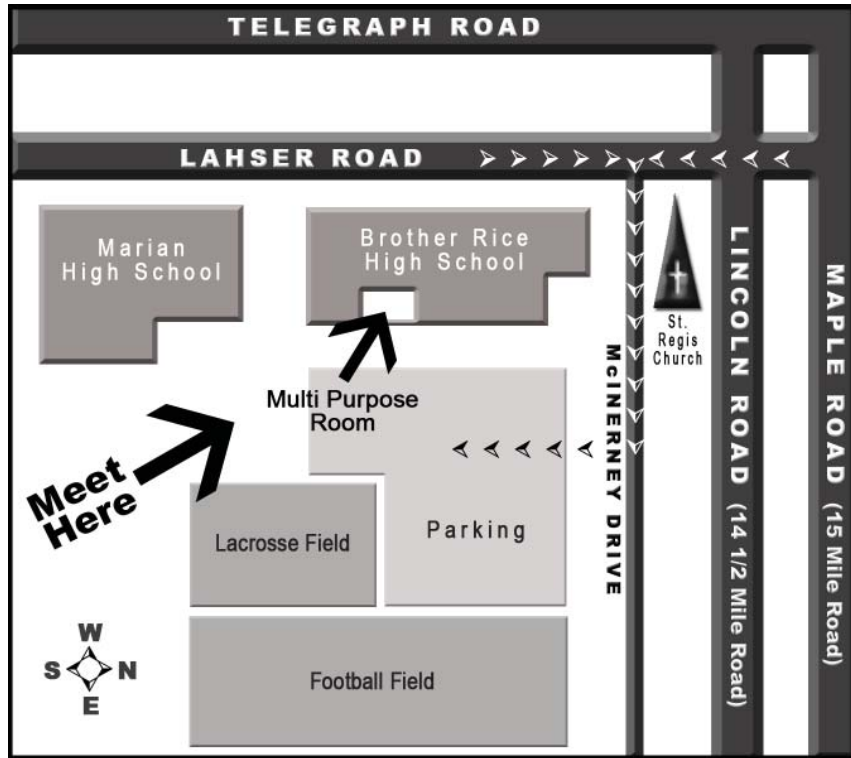 TELEGRAPH ROAD
LAHSER ROAD
Marian
High School
Brother Rice
High School
St.
Regis
Church
LINCOLN ROAD (14 1/2 Mile Road)
MAPLE ROAD (15 Mile Road)
McINERNEY DRIVE
Multi Purpose
Room
Meet
Here
Lacrosse Field
Parking
Football Field
W
S N
E